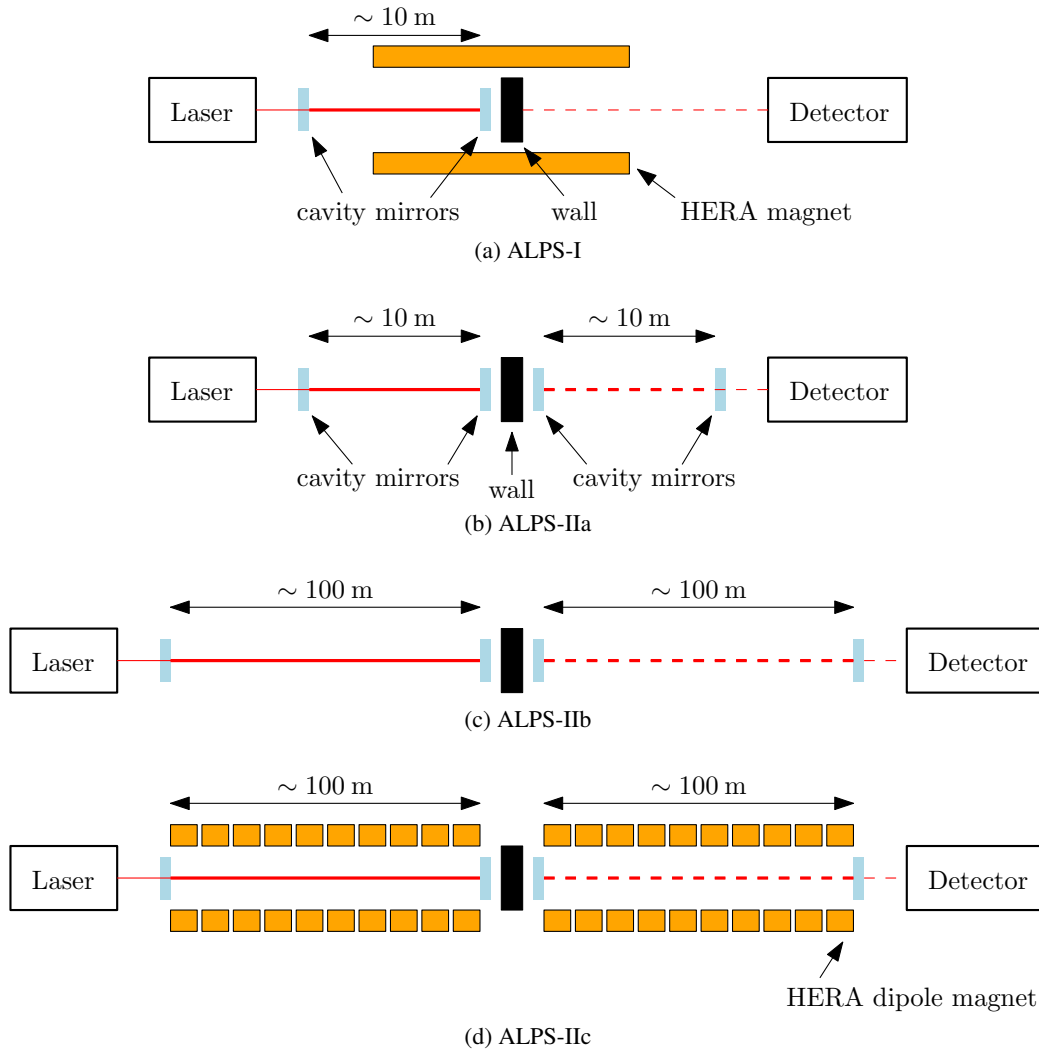 ∼ 10 m
Laser
Detector
cavity mirrors
wall
HERA magnet
(a) ALPS-I
∼ 10 m
∼ 10 m
Laser
Detector
cavity mirrors
wall
cavity mirrors
(b) ALPS-IIa
∼ 100 m
∼ 100 m
Laser
Detector
(c) ALPS-IIb
∼ 100 m
∼ 100 m
Laser
Detector
HERA dipole magnet
(d) ALPS-IIc